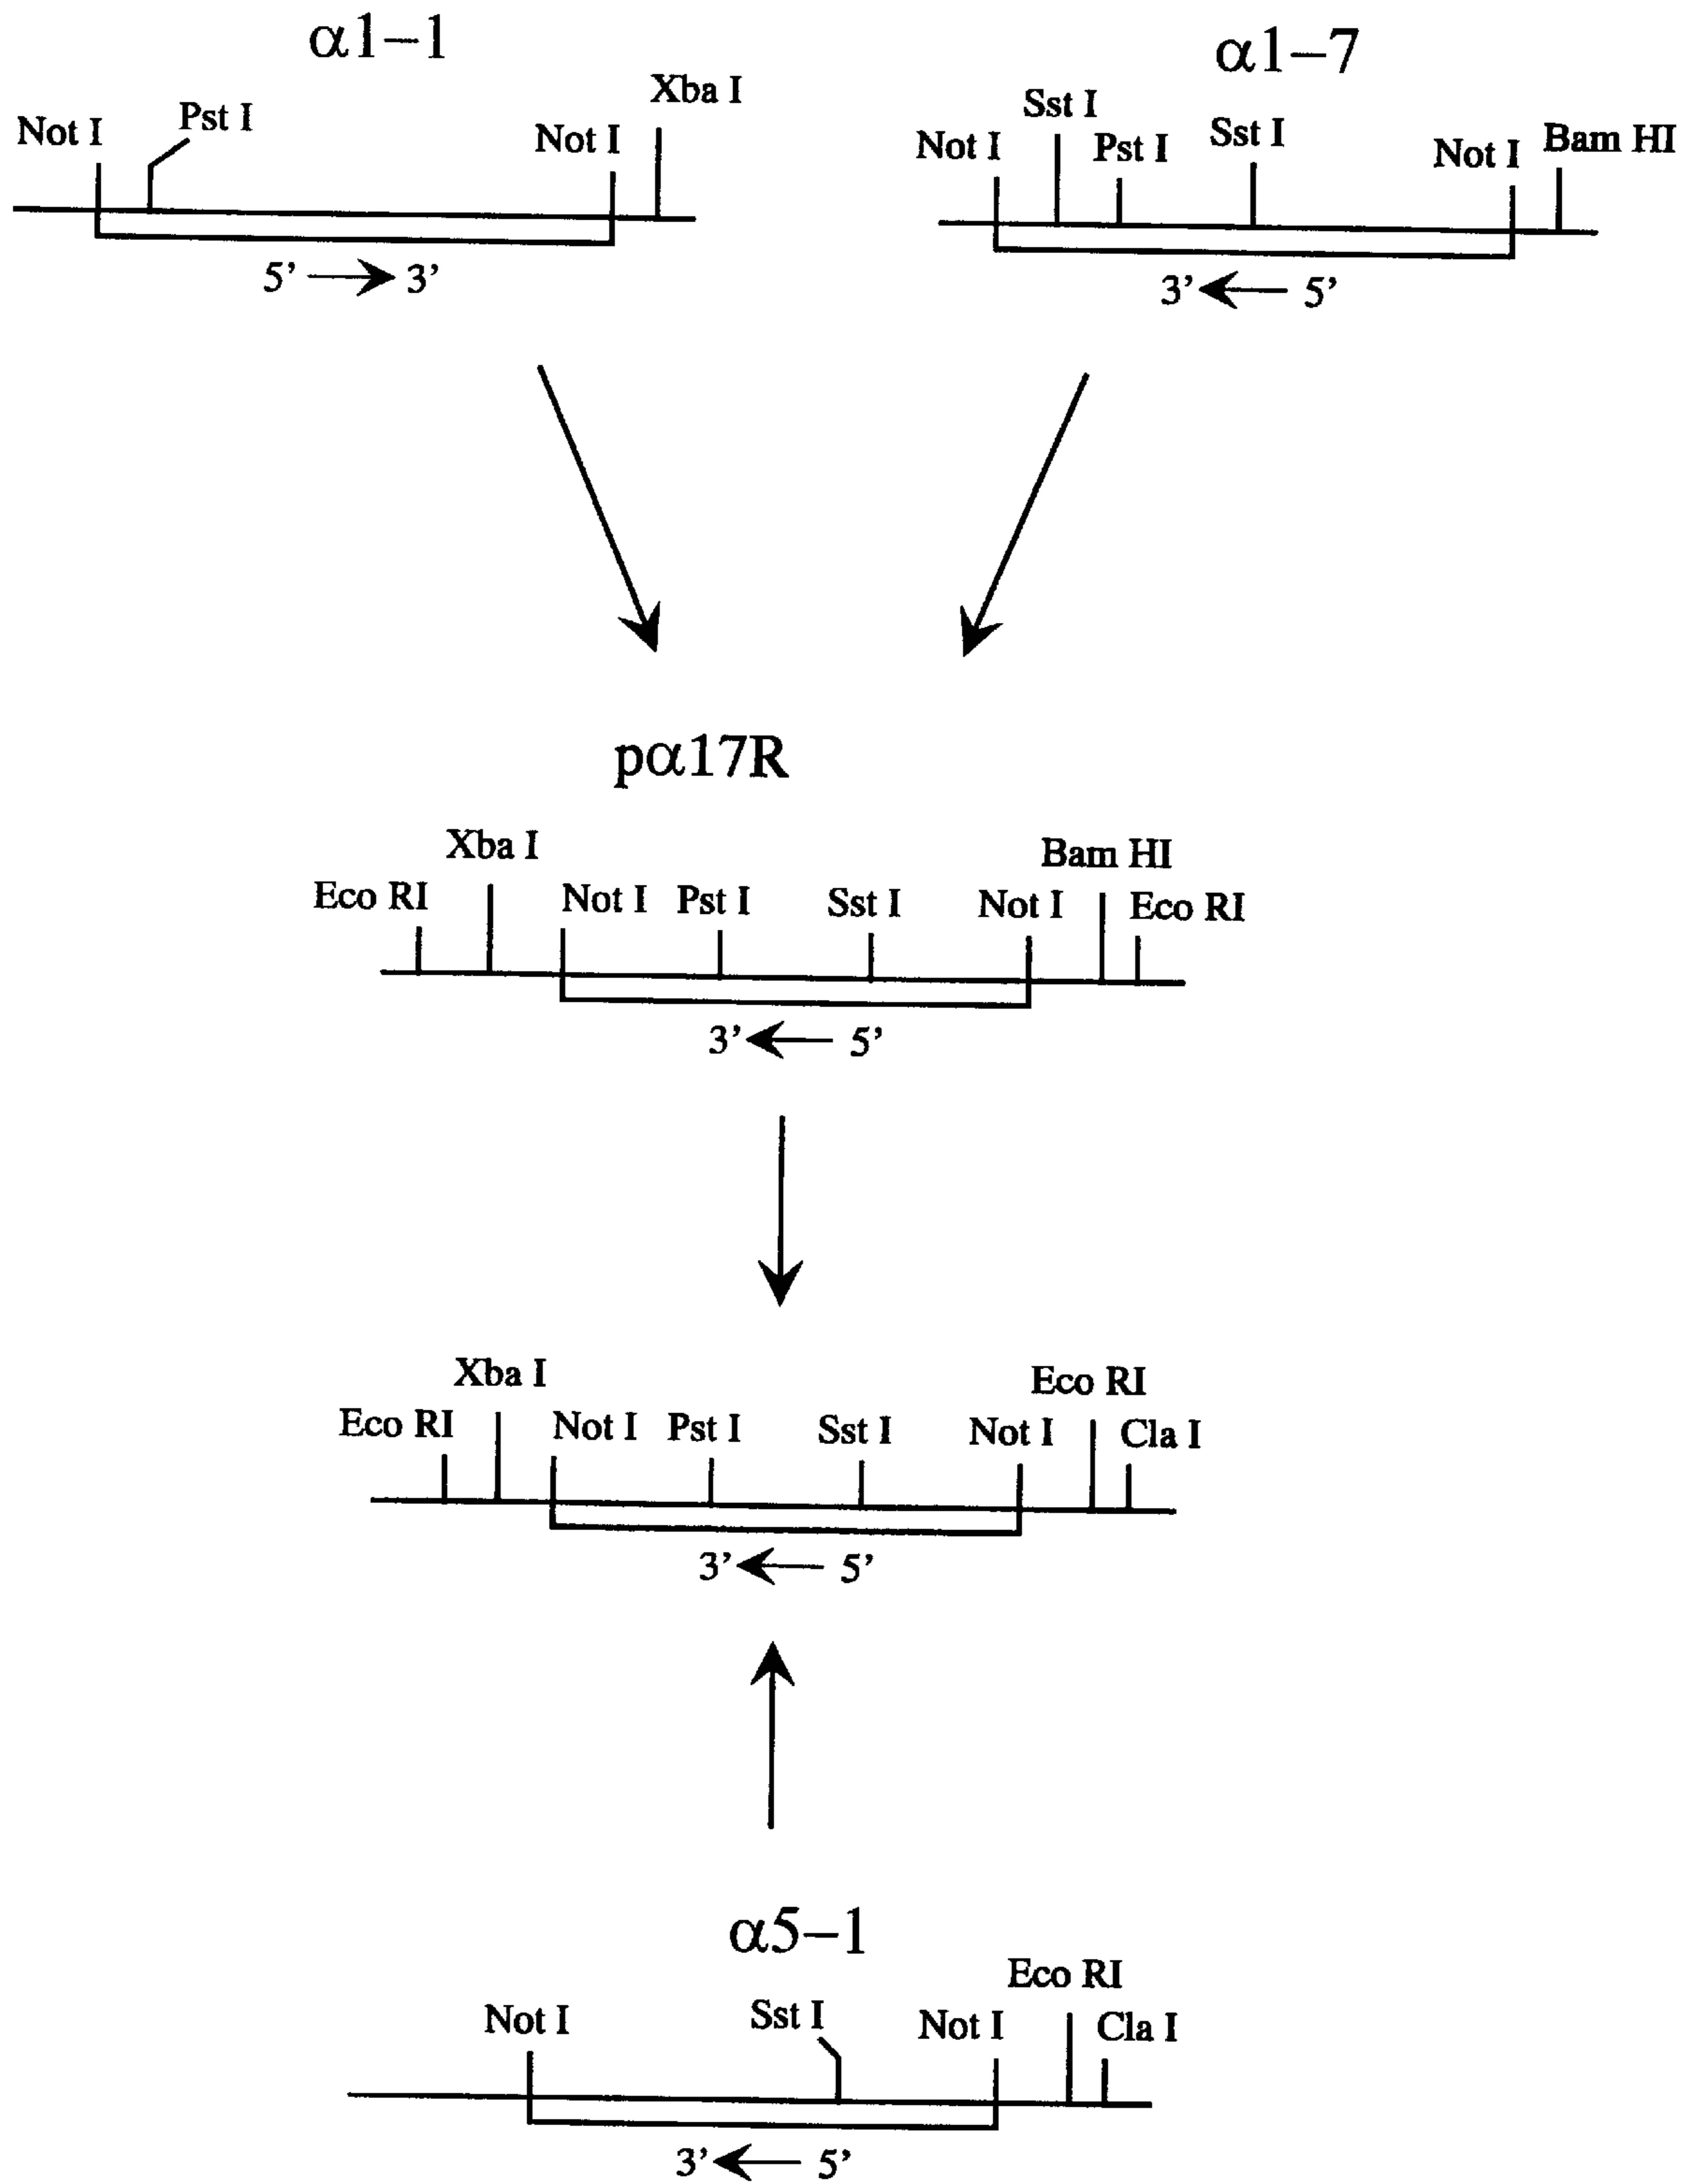 α1–1
α1–7
Xba I
Not I
Pst I
Not I
Sst I
Not I
Pst I
Sst I
Not I
Bam HI
5’ 3’
3’ 5’
pα17R
Xba I
Bam HI
Eco RI
Not I
Pst I
Sst I
Not I
Eco RI
3’ 5’
Xba I
Eco RI
Eco RI
Not I
Pst I
Sst I
Not I
Cla I
3’ 5’
α5–1
Eco RI
Not I
Sst I
Not I
Cla I
3’ 5’